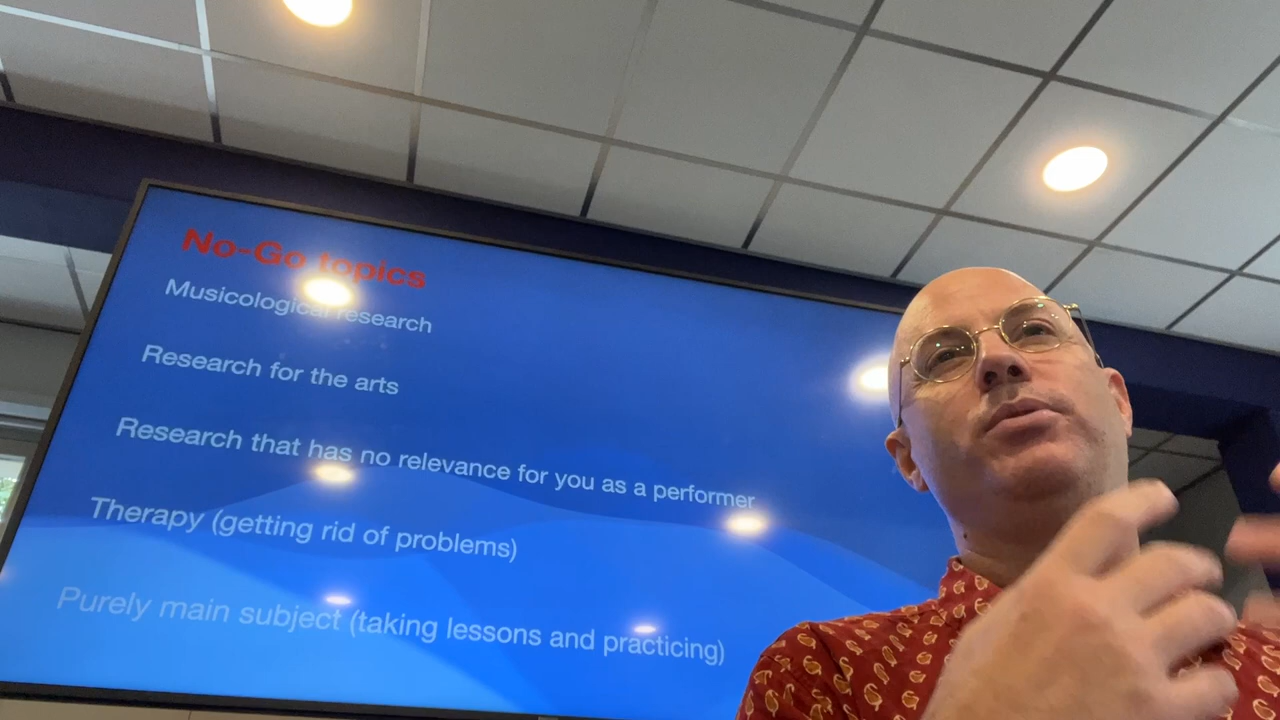 No-Go topics
Musicological research
Research for the arts
Research that has no relevance for you as a performer
Therapy (getting rid of problems)
Purely main subject (taking lessons and practicing)